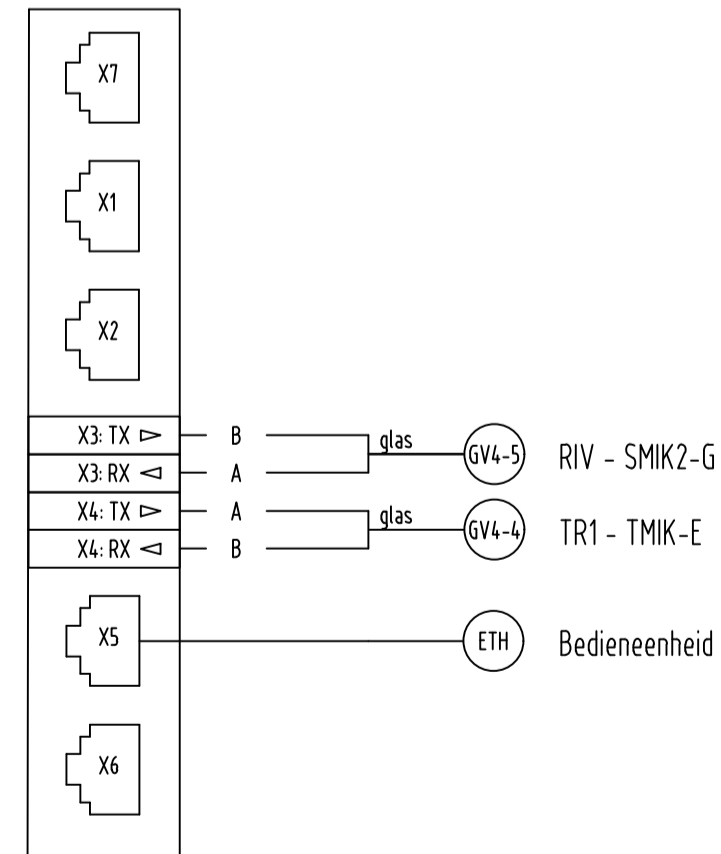 X7
X1
X2
X3: TX B glas GV4-5 RIV - SMIK2-G
X3: RX A
X4: TX A glas GV4-4 TR1 - TMIK-E
X4: RX B
X5 ETH Bedieneenheid
X6